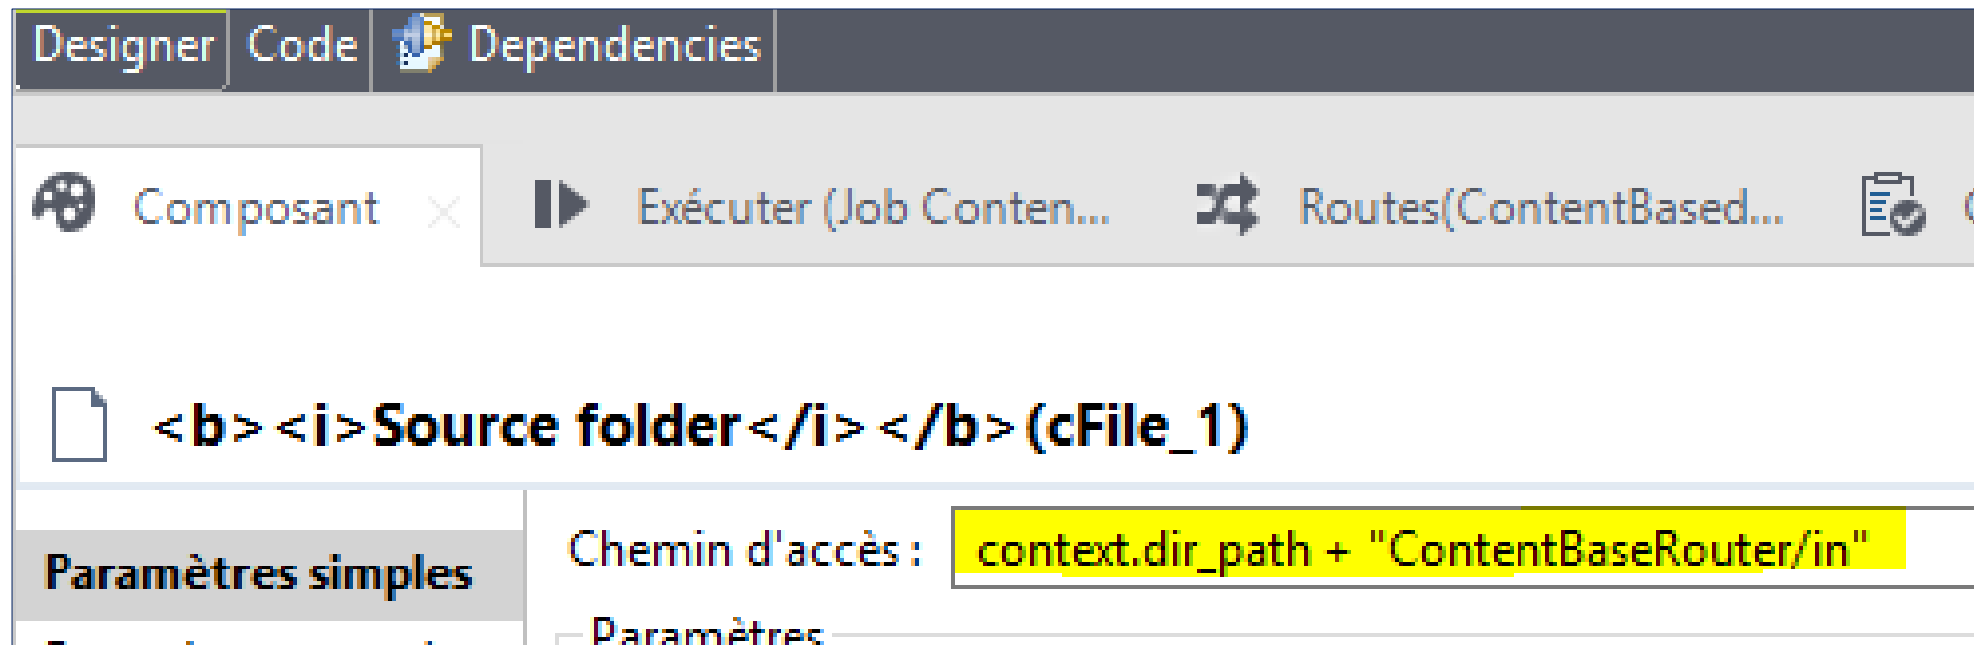 Designer Code Dependencies
Composant Exécuter (Job Conten... Routes(ContentBased...
<b><i>Source folder</i></b>(cFile_1)
Chemin d'accès : context.dir_path + "ContentBaseRouter/in"
Paramètres simples
Paramètres